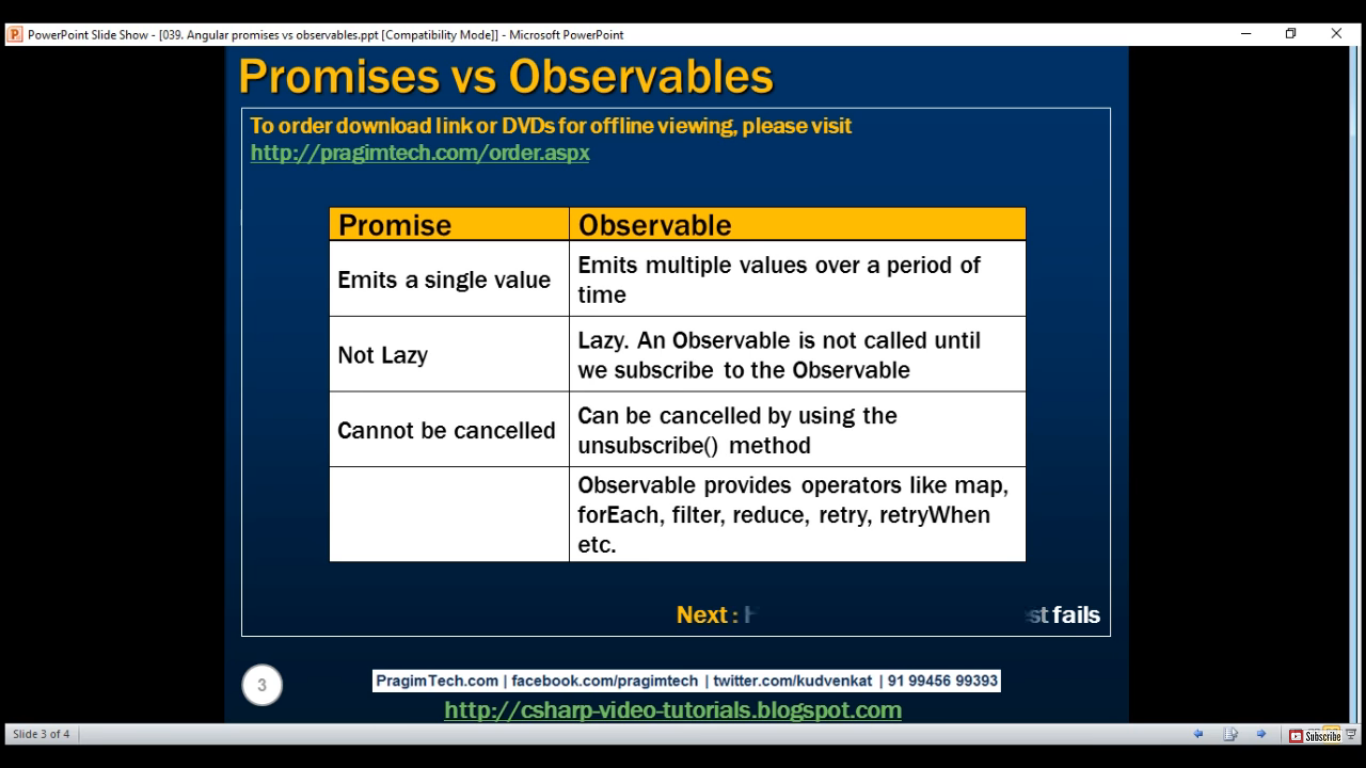 PowerPoint Slide Show - [039. Angular promises vs observables.ppt [Compatibility Mode]] - Microsoft PowerPoint
Promises vs Observables
To order download link or DVDs for offline viewing, please visit
http://pragimtech.com/order.aspx
Promise
Observable
Emits a single value
Emits multiple values over a period of
time
Not Lazy
Lazy. An Observable is not called until
we subscribe to the Observable
Cannot be cancelled
Can be cancelled by using the
unsubscribe() method
Observable provides operators like map,
forEach, filter, reduce, retry, retryWhen
etc.
Next : fails
3
PragimTech.com | facebook.com/pragimtech | twitter.com/kudvenkat | 91 99456 99393
http://csharp-video-tutorials.blogspot.com
Slide 3 of 4
Subscribe